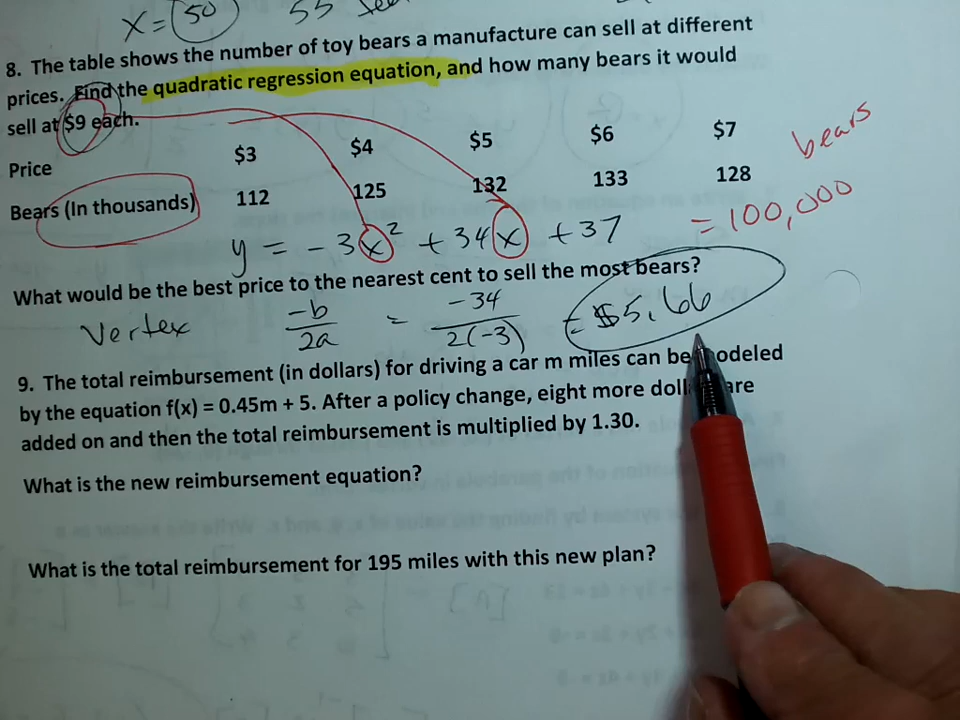 x = 50 55
8. The table shows the number of toy bears a manufacture can sell at different
prices. Find the quadratic regression equation, and how many bears it would
sell at $9 each.
Price $3 $4 $5 $6 $7
Bears (In thousands) 112 125 132 133 128
bears
= 100,000
y = -3x² + 34x + 37
What would be the best price to the nearest cent to sell the most bears?
Vertex -b/2a = -34/2(-3) = $5.66
9. The total reimbursement (in dollars) for driving a car m miles can be modeled
by the equation f(x) = 0.45m + 5. After a policy change, eight more dollars are
added on and then the total reimbursement is multiplied by 1.30.
What is the new reimbursement equation?
What is the total reimbursement for 195 miles with this new plan?